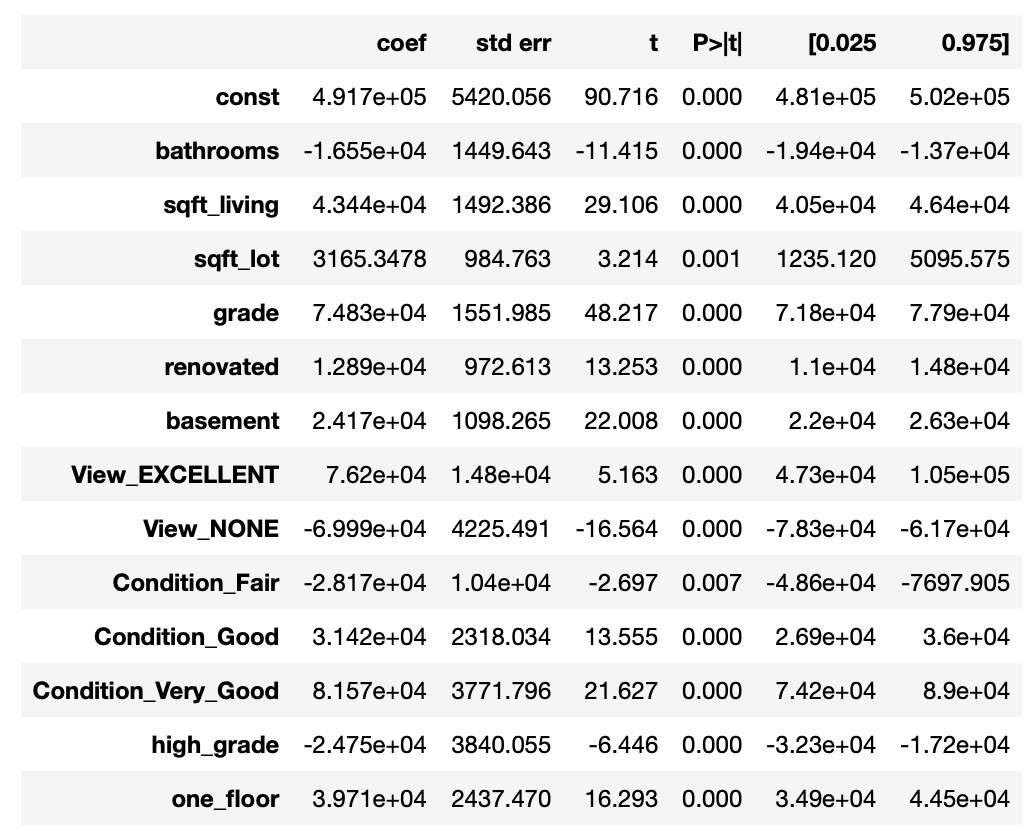 coef std err t P>|t| [0.025 0.975]
const 4.917e+05 5420.056 90.716 0.000 4.81e+05 5.02e+05
bathrooms -1.655e+04 1449.643 -11.415 0.000 -1.94e+04 -1.37e+04
sqft_living 4.344e+04 1492.386 29.106 0.000 4.05e+04 4.64e+04
sqft_lot 3165.3478 984.763 3.214 0.001 1235.120 5095.575
grade 7.483e+04 1551.985 48.217 0.000 7.18e+04 7.79e+04
renovated 1.289e+04 972.613 13.253 0.000 1.1e+04 1.48e+04
basement 2.417e+04 1098.265 22.008 0.000 2.2e+04 2.63e+04
View_EXCELLENT 7.62e+04 1.48e+04 5.163 0.000 4.73e+04 1.05e+05
View_NONE -6.999e+04 4225.491 -16.564 0.000 -7.83e+04 -6.17e+04
Condition_Fair -2.817e+04 1.04e+04 -2.697 0.007 -4.86e+04 -7697.905
Condition_Good 3.142e+04 2318.034 13.555 0.000 2.69e+04 3.6e+04
Condition_Very_Good 8.157e+04 3771.796 21.627 0.000 7.42e+04 8.9e+04
high_grade -2.475e+04 3840.055 -6.446 0.000 -3.23e+04 -1.72e+04
one_floor 3.971e+04 2437.470 16.293 0.000 3.49e+04 4.45e+04